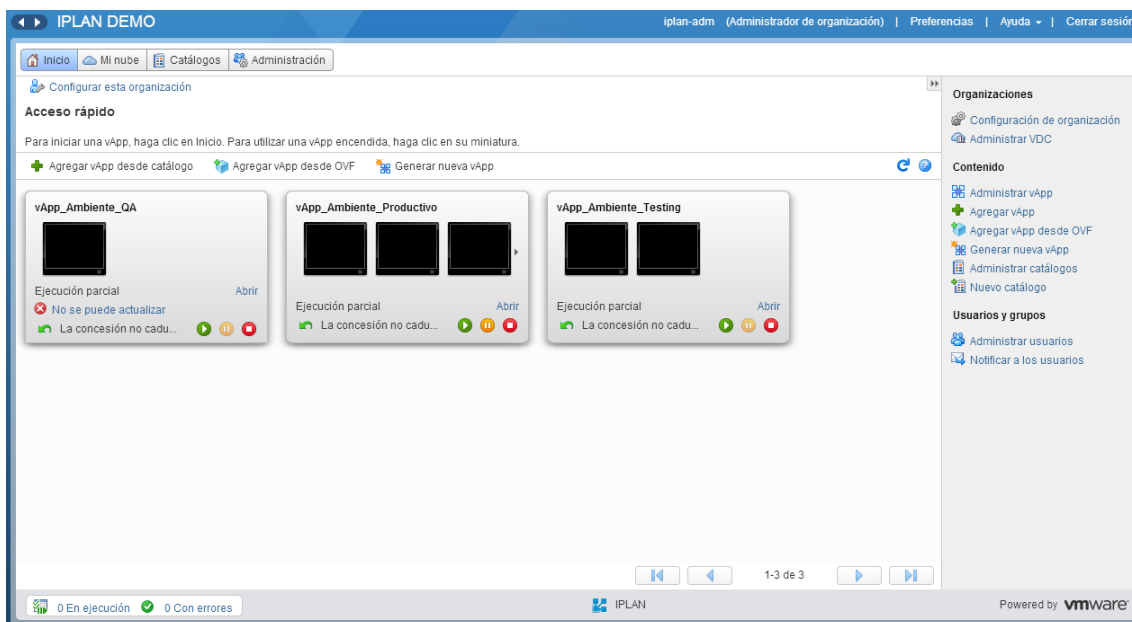 IPLAN DEMO
iplan-adm (Administrador de organización) | Preferencias | Ayuda | Cerrar sesión
Inicio Mi nube Catálogos Administración
Configurar esta organización
Acceso rápido
Para iniciar una vApp, haga clic en Inicio. Para utilizar una vApp encendida, haga clic en su miniatura.
Agregar vApp desde catálogo Agregar vApp desde OVF Generar nueva vApp
vApp_Ambiente_QA
Ejecución parcial Abrir
No se puede actualizar
La concesión no cadu...
vApp_Ambiente_Productivo
Ejecución parcial Abrir
La concesión no cadu...
vApp_Ambiente_Testing
Ejecución parcial Abrir
La concesión no cadu...
1-3 de 3
Organizaciones
Configuración de organización
Administrar VDC
Contenido
Administrar vApp
Agregar vApp
Agregar vApp desde OVF
Generar nueva vApp
Administrar catálogos
Nuevo catálogo
Usuarios y grupos
Administrar usuarios
Notificar a los usuarios
0 En ejecución 0 Con errores
IPLAN
Powered by vmware